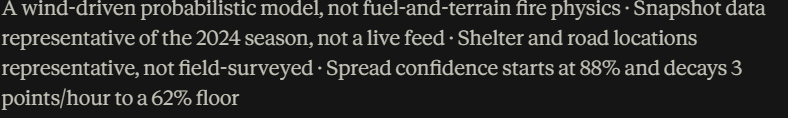 A wind-driven probabilistic model, not fuel-and-terrain fire physics · Snapshot data
representative of the 2024 season, not a live feed · Shelter and road locations
representative, not field-surveyed · Spread confidence starts at 88% and decays 3
points/hour to a 62% floor